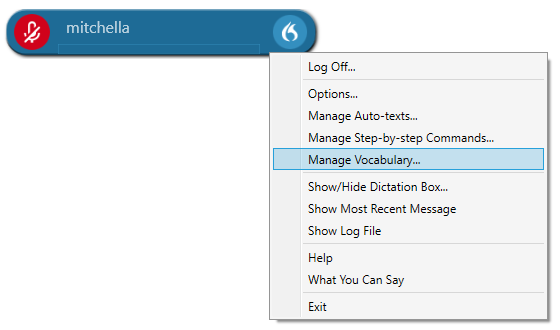 mitchella
Log Off...
Options...
Manage Auto-texts...
Manage Step-by-step Commands...
Manage Vocabulary...
Show/Hide Dictation Box...
Show Most Recent Message
Show Log File
Help
What You Can Say
Exit